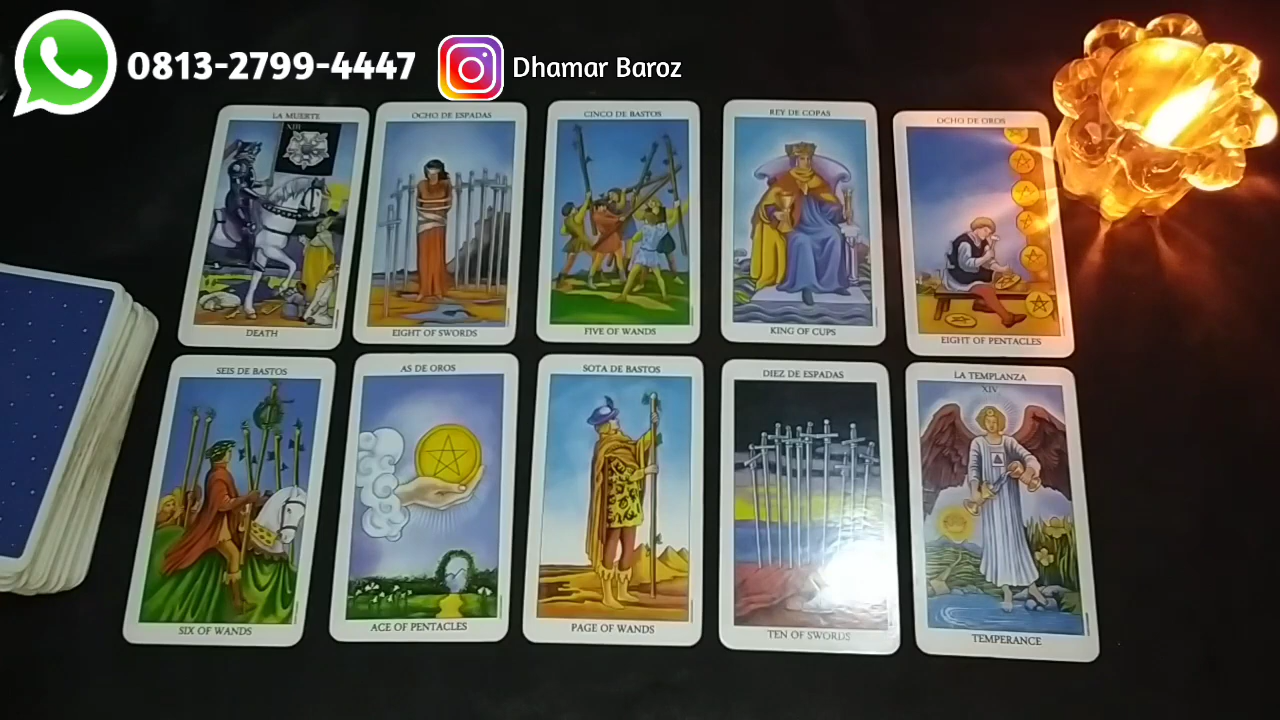 0813-2799-4447
Dhamar Baroz
LA MUERTE
XIII
DEATH
OCHO DE ESPADAS
EIGHT OF SWORDS
CINCO DE BASTOS
FIVE OF WANDS
REY DE COPAS
KING OF CUPS
OCHO DE OROS
EIGHT OF PENTACLES
SEIS DE BASTOS
SIX OF WANDS
AS DE OROS
ACE OF PENTACLES
SOTA DE BASTOS
PAGE OF WANDS
DIEZ DE ESPADAS
TEN OF SWORDS
LA TEMPLANZA
XIV
TEMPERANCE